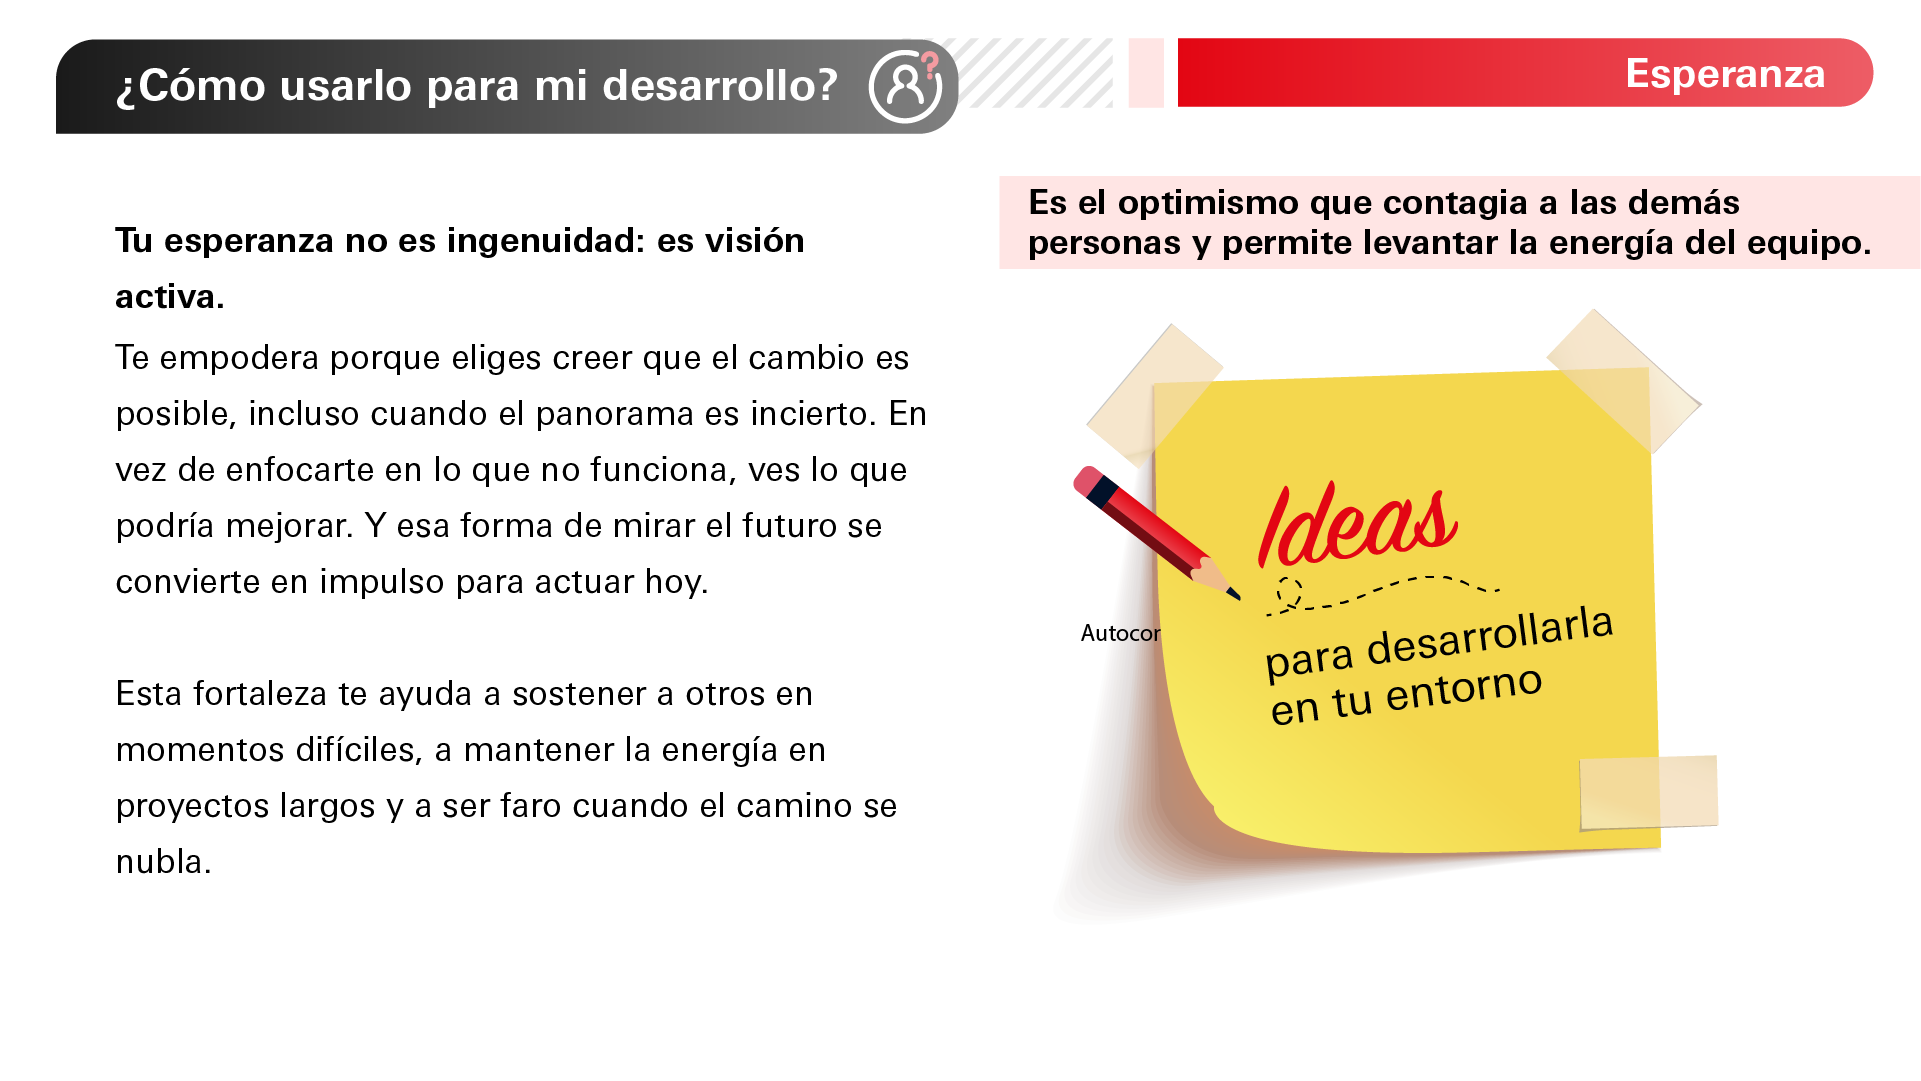 ¿Cómo usarlo para mi desarrollo?
Esperanza
Tu esperanza no es ingenuidad: es visión
activa.
Te empodera porque eliges creer que el cambio es
posible, incluso cuando el panorama es incierto. En
vez de enfocarte en lo que no funciona, ves lo que
podría mejorar. Y esa forma de mirar el futuro se
convierte en impulso para actuar hoy.
Esta fortaleza te ayuda a sostener a otros en
momentos difíciles, a mantener la energía en
proyectos largos y a ser faro cuando el camino se
nubla.
Es el optimismo que contagia a las demás
personas y permite levantar la energía del equipo.
Ideas
para desarrollarla
en tu entorno